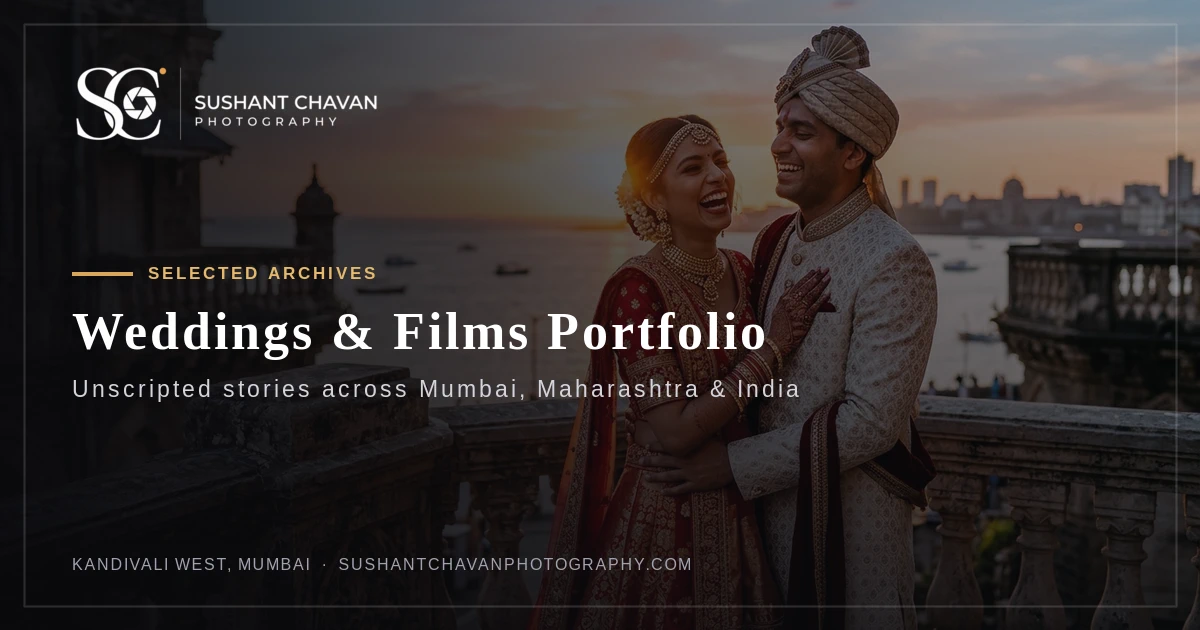 SC
SUSHANT CHAVAN
PHOTOGRAPHY
SELECTED ARCHIVES
Weddings & Films Portfolio
Unscripted stories across Mumbai, Maharashtra & India
KANDIVALI WEST, MUMBAI · SUSHANTCHAVANPHOTOGRAPHY.COM